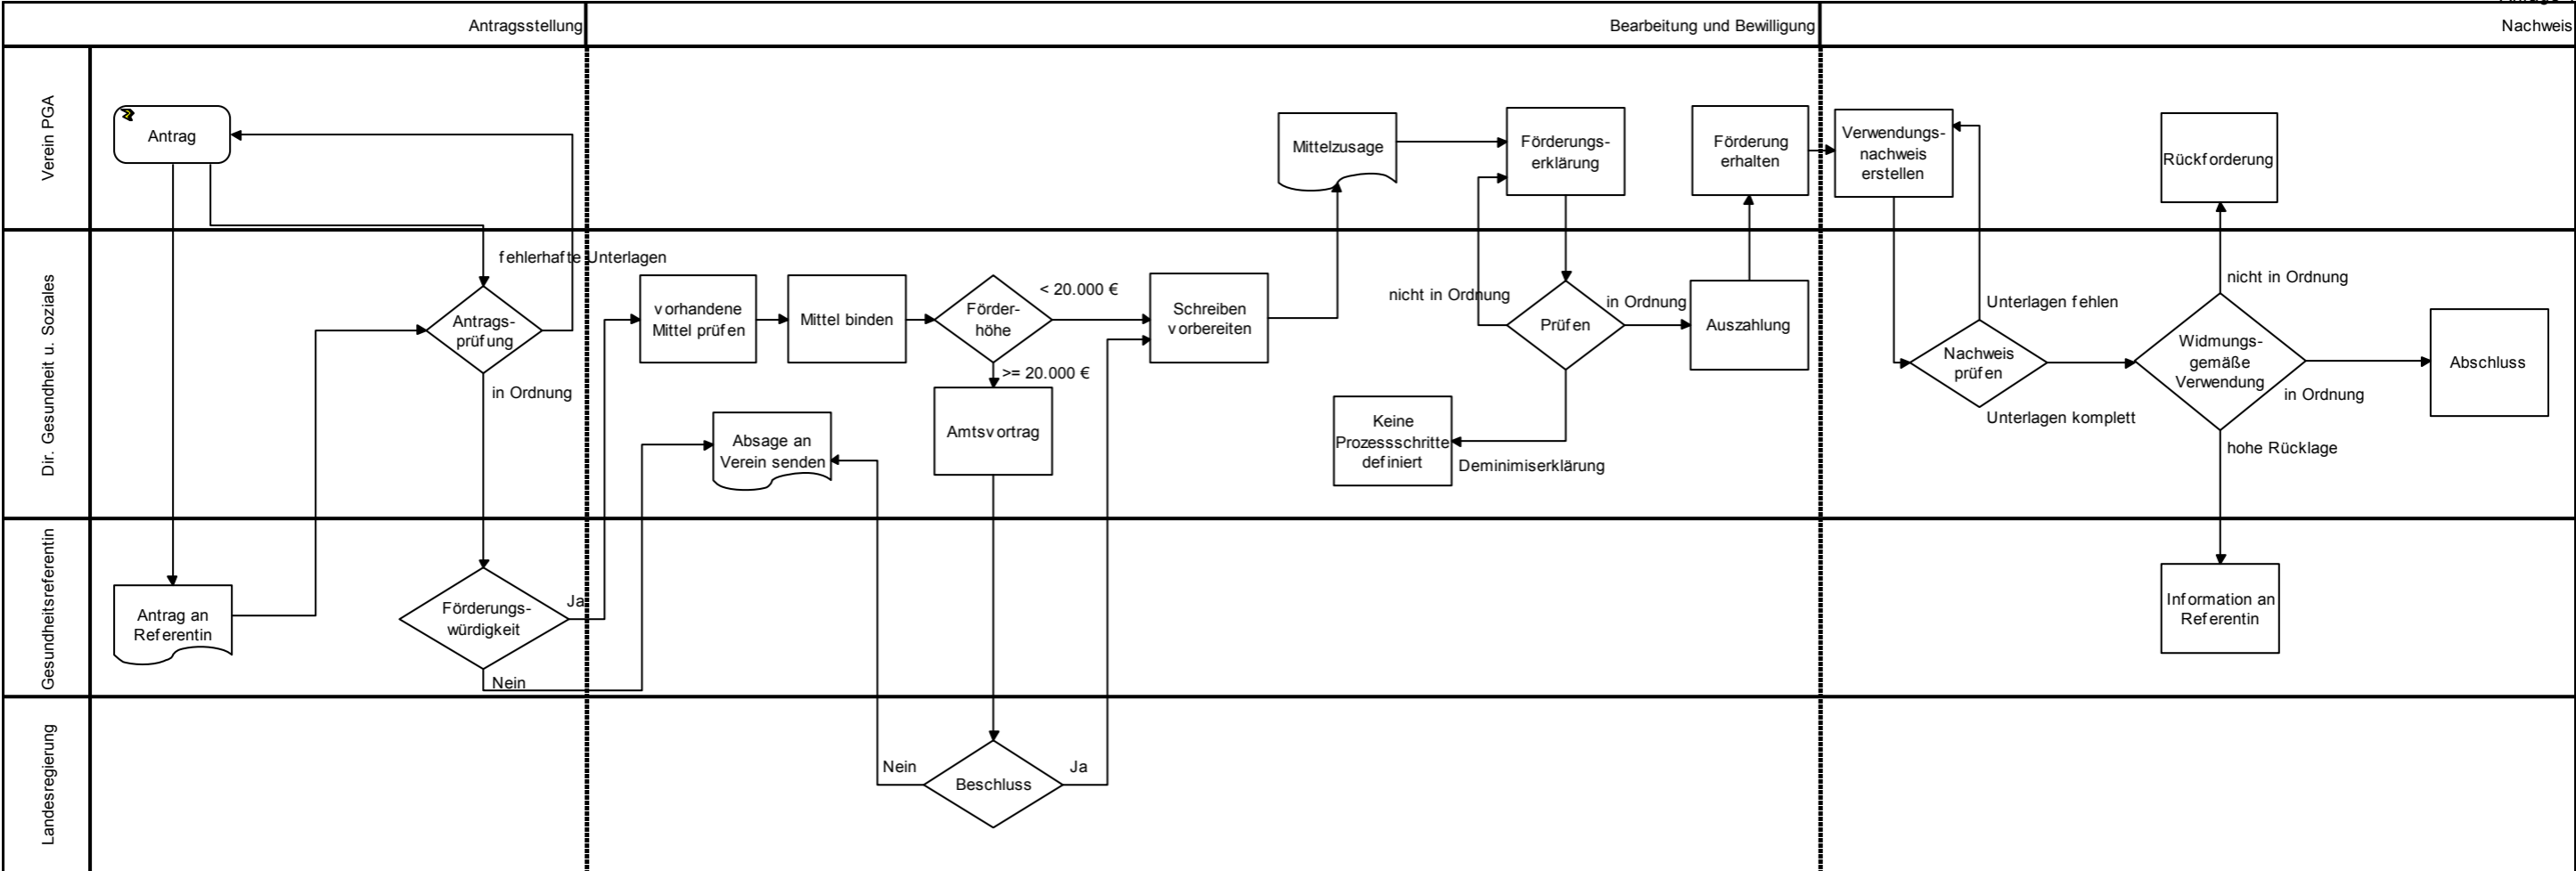 Antragsstellung
Bearbeitung und Bewilligung
Nachweis
Verein PGA
Antrag
Mittelzusage
Förderungs-
erklärung
Förderung
erhalten
Verwendungs-
nachweis
erstellen
Rückforderung
Dir. Gesundheit u. Soziales
fehlerhafte Unterlagen
Antrags-
prüfung
in Ordnung
vorhandene
Mittel prüfen
Mittel binden
Förder-
höhe
< 20.000 €
>= 20.000 €
Schreiben
vorbereiten
Amtsvortrag
Absage an
Verein senden
nicht in Ordnung
Prüfen
in Ordnung
Auszahlung
Keine
Prozessschritte
definiert
Deminimiserklärung
Unterlagen fehlen
Nachweis
prüfen
Unterlagen komplett
nicht in Ordnung
Widmungs-
gemäße
Verwendung
in Ordnung
hohe Rücklage
Abschluss
Gesundheitsreferentin
Antrag an
Referentin
Förderungs-
würdigkeit
Ja
Nein
Information an
Referentin
Landesregierung
Nein
Beschluss
Ja